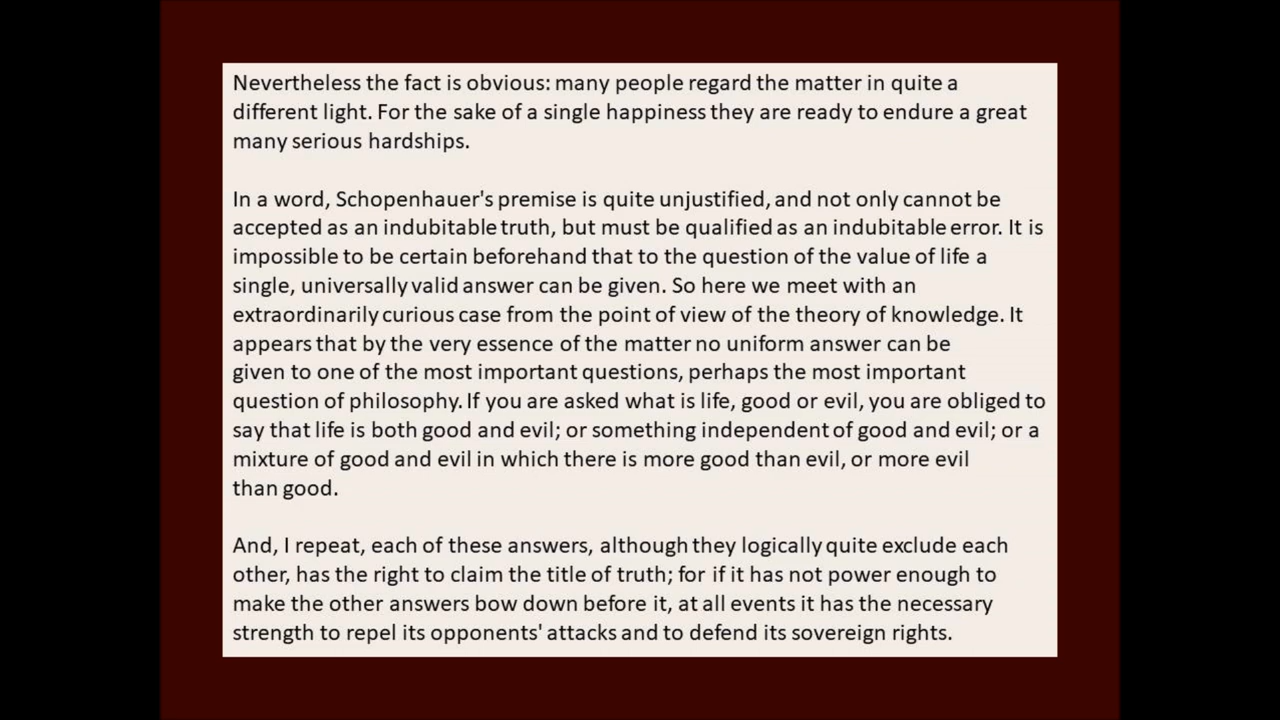 Nevertheless the fact is obvious: many people regard the matter in quite a
different light. For the sake of a single happiness they are ready to endure a great
many serious hardships.
In a word, Schopenhauer's premise is quite unjustified, and not only cannot be
accepted as an indubitable truth, but must be qualified as an indubitable error. It is
impossible to be certain beforehand that to the question of the value of life a
single, universally valid answer can be given. So here we meet with an
extraordinarily curious case from the point of view of the theory of knowledge. It
appears that by the very essence of the matter no uniform answer can be
given to one of the most important questions, perhaps the most important
question of philosophy. If you are asked what is life, good or evil, you are obliged to
say that life is both good and evil; or something independent of good and evil; or a
mixture of good and evil in which there is more good than evil, or more evil
than good.
And, I repeat, each of these answers, although they logically quite exclude each
other, has the right to claim the title of truth; for if it has not power enough to
make the other answers bow down before it, at all events it has the necessary
strength to repel its opponents' attacks and to defend its sovereign rights.